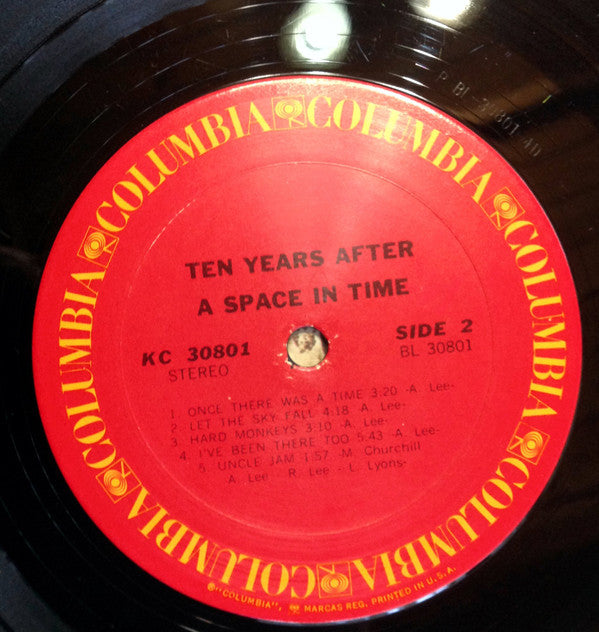 COLUMBIA COLUMBIA COLUMBIA COLUMBIA COLUMBIA COLUMBIA
P BL 30801 4D
TEN YEARS AFTER
A SPACE IN TIME
KC 30801 SIDE 2
STEREO BL 30801
1. ONCE THERE WAS A TIME 3:20 -A. Lee-
2. LET THE SKY FALL 4:18 -A. Lee-
3. HARD MONKEYS 3:10 -A. Lee-
4. I'VE BEEN THERE TOO 5:43 -A. Lee-
5. UNCLE JAM 1:57 -M. Churchill
A. Lee - R. Lee - L. Lyons-
®"COLUMBIA", MARCAS REG. PRINTED IN U.S.A.